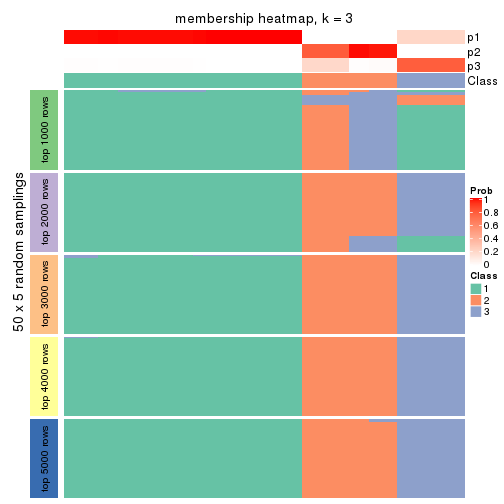 membership heatmap, k = 3
p1
p2
p3
Class
50 x 5 random samplings
top 1000 rows
top 2000 rows
top 3000 rows
top 4000 rows
top 5000 rows
Prob
1
0.8
0.6
0.4
0.2
0
Class
1
2
3